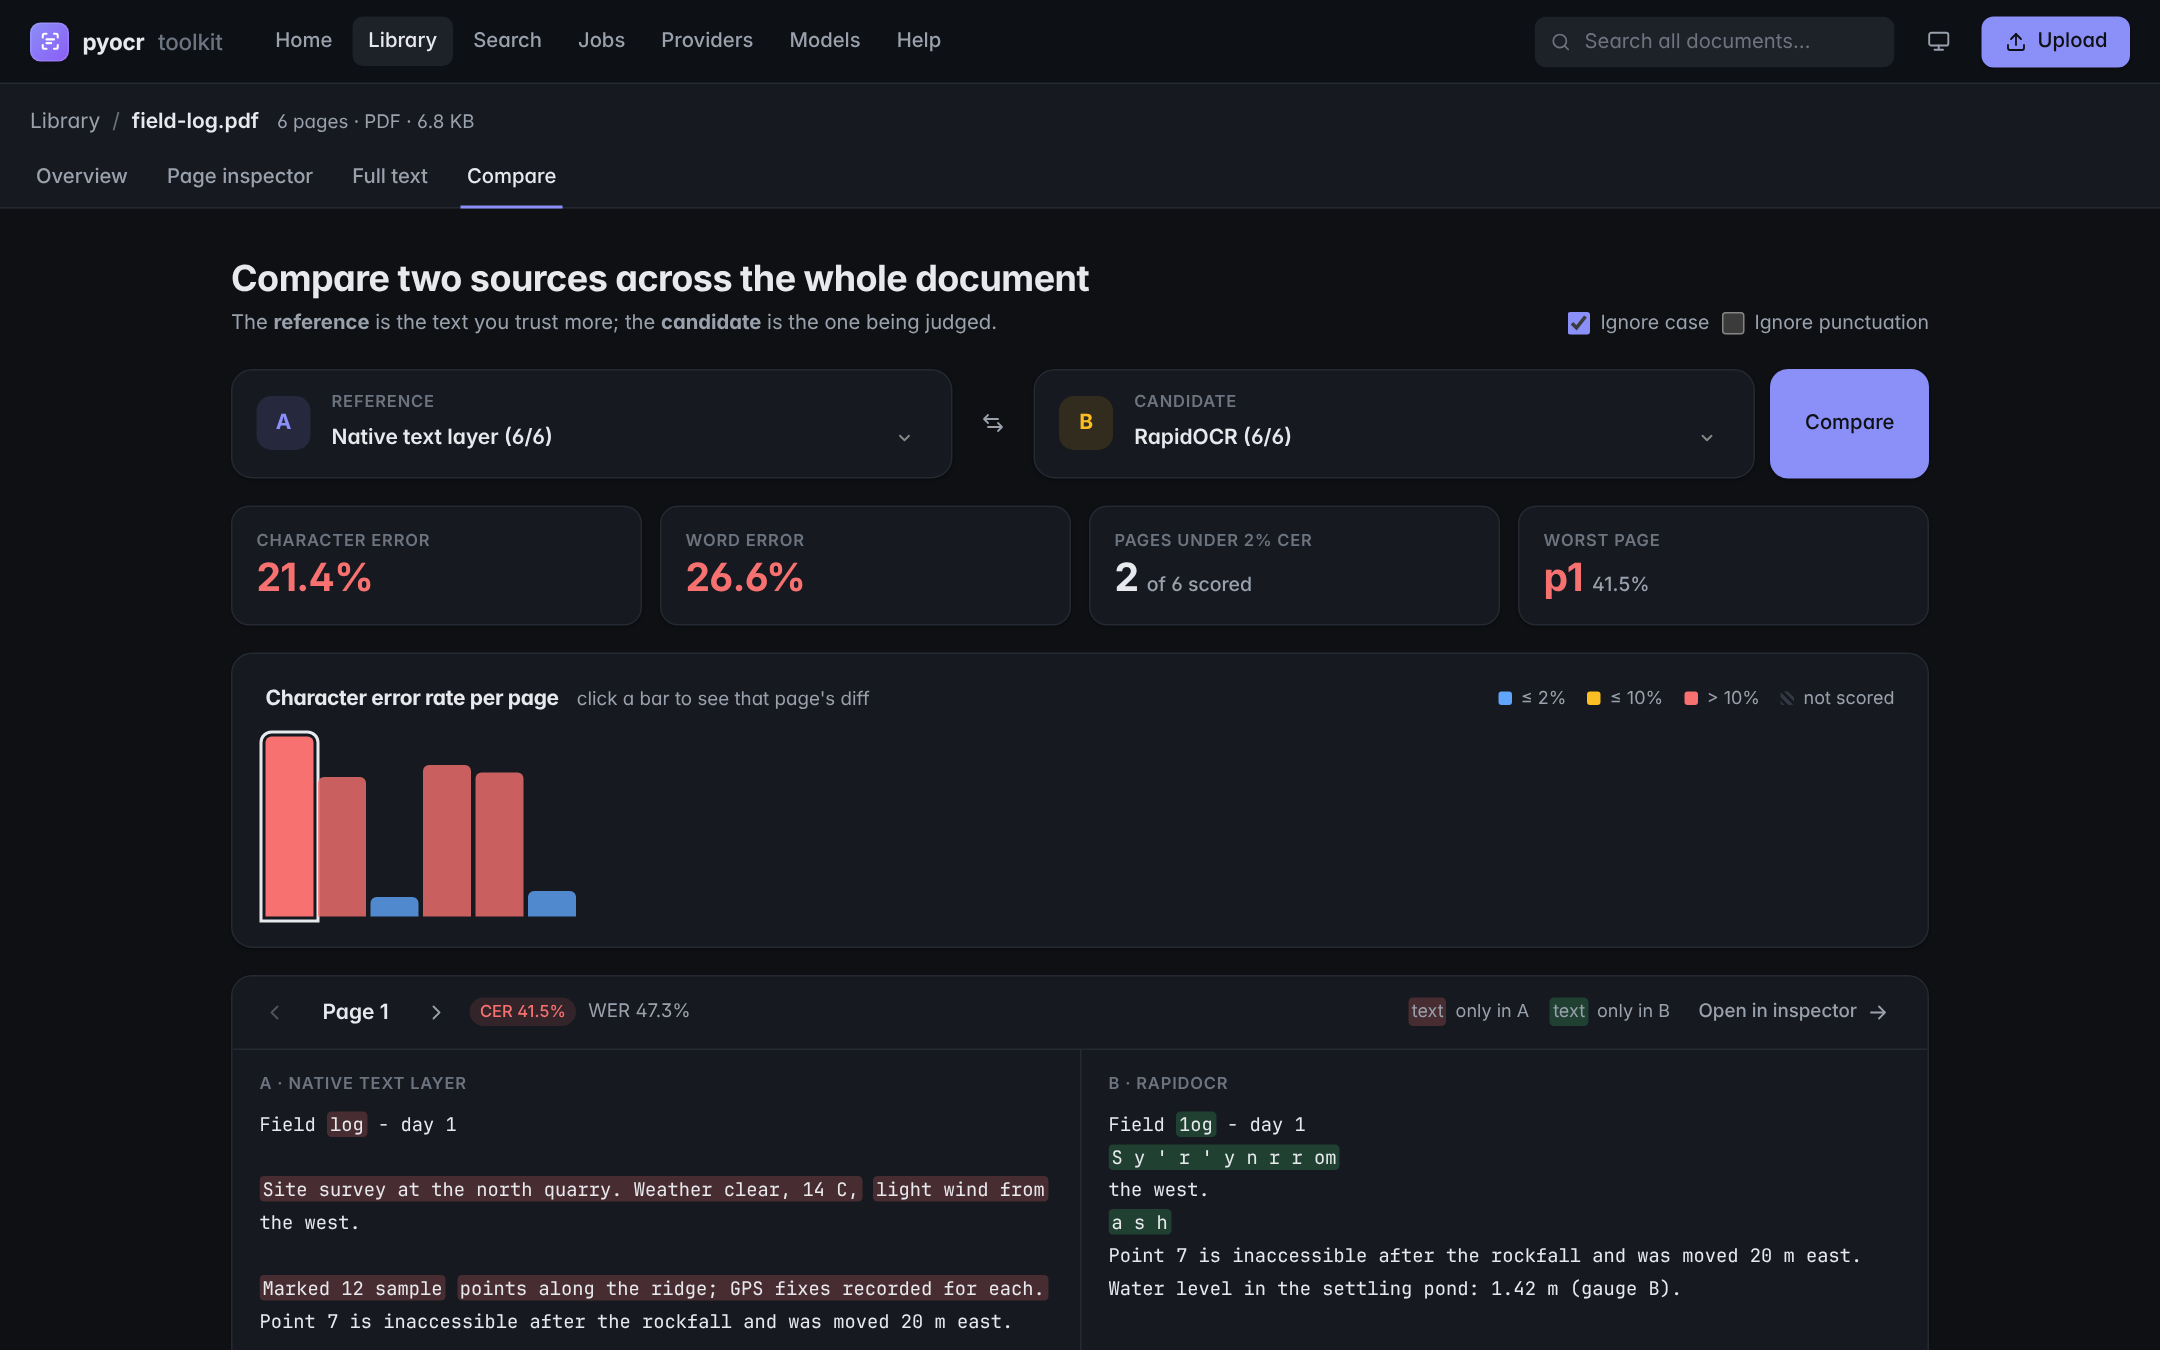 pyocr toolkit Home Library Search Jobs Providers Models Help Search all documents... Upload
Library / field-log.pdf 6 pages · PDF · 6.8 KB
Overview Page inspector Full text Compare
Compare two sources across the whole document
The reference is the text you trust more; the candidate is the one being judged. Ignore case Ignore punctuation
A REFERENCE
Native text layer (6/6)
B CANDIDATE
RapidOCR (6/6)
Compare
CHARACTER ERROR
21.4%
WORD ERROR
26.6%
PAGES UNDER 2% CER
2 of 6 scored
WORST PAGE
p1 41.5%
Character error rate per page click a bar to see that page's diff ≤ 2% ≤ 10% > 10% not scored
Page 1 CER 41.5% WER 47.3% text only in A text only in B Open in inspector
A · NATIVE TEXT LAYER
Field log - day 1
Site survey at the north quarry. Weather clear, 14 C, light wind from
the west.
Marked 12 sample points along the ridge; GPS fixes recorded for each.
Point 7 is inaccessible after the rockfall and was moved 20 m east.
B · RAPIDOCR
Field 1og - day 1
S y ' r ' y n r r om
the west.
a s h
Point 7 is inaccessible after the rockfall and was moved 20 m east.
Water level in the settling pond: 1.42 m (gauge B).